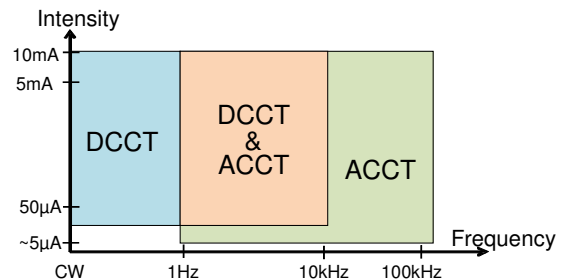 Intensity
10mA
5mA
DCCT
DCCT
&
ACCT
ACCT
50µA
~5µA
Frequency
CW
1Hz
10kHz
100kHz